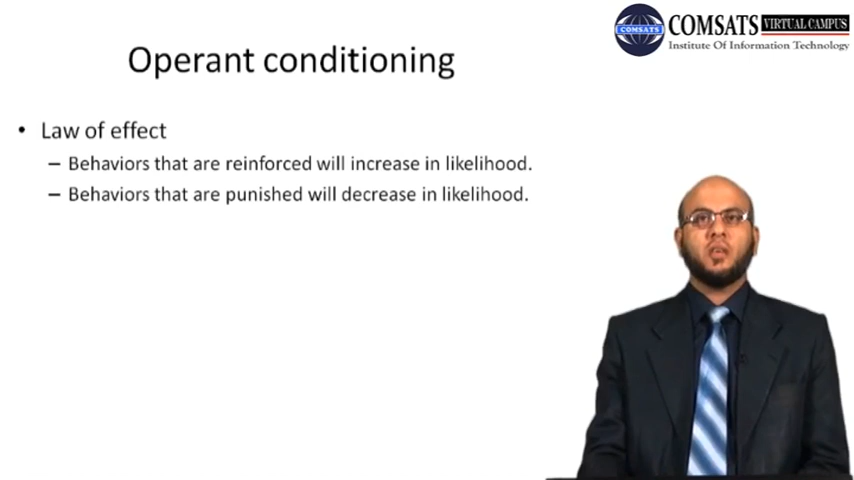 COMSATS VIRTUAL CAMPUS
COMSATS
Institute Of Information Technology
Operant conditioning
• Law of effect
– Behaviors that are reinforced will increase in likelihood.
– Behaviors that are punished will decrease in likelihood.